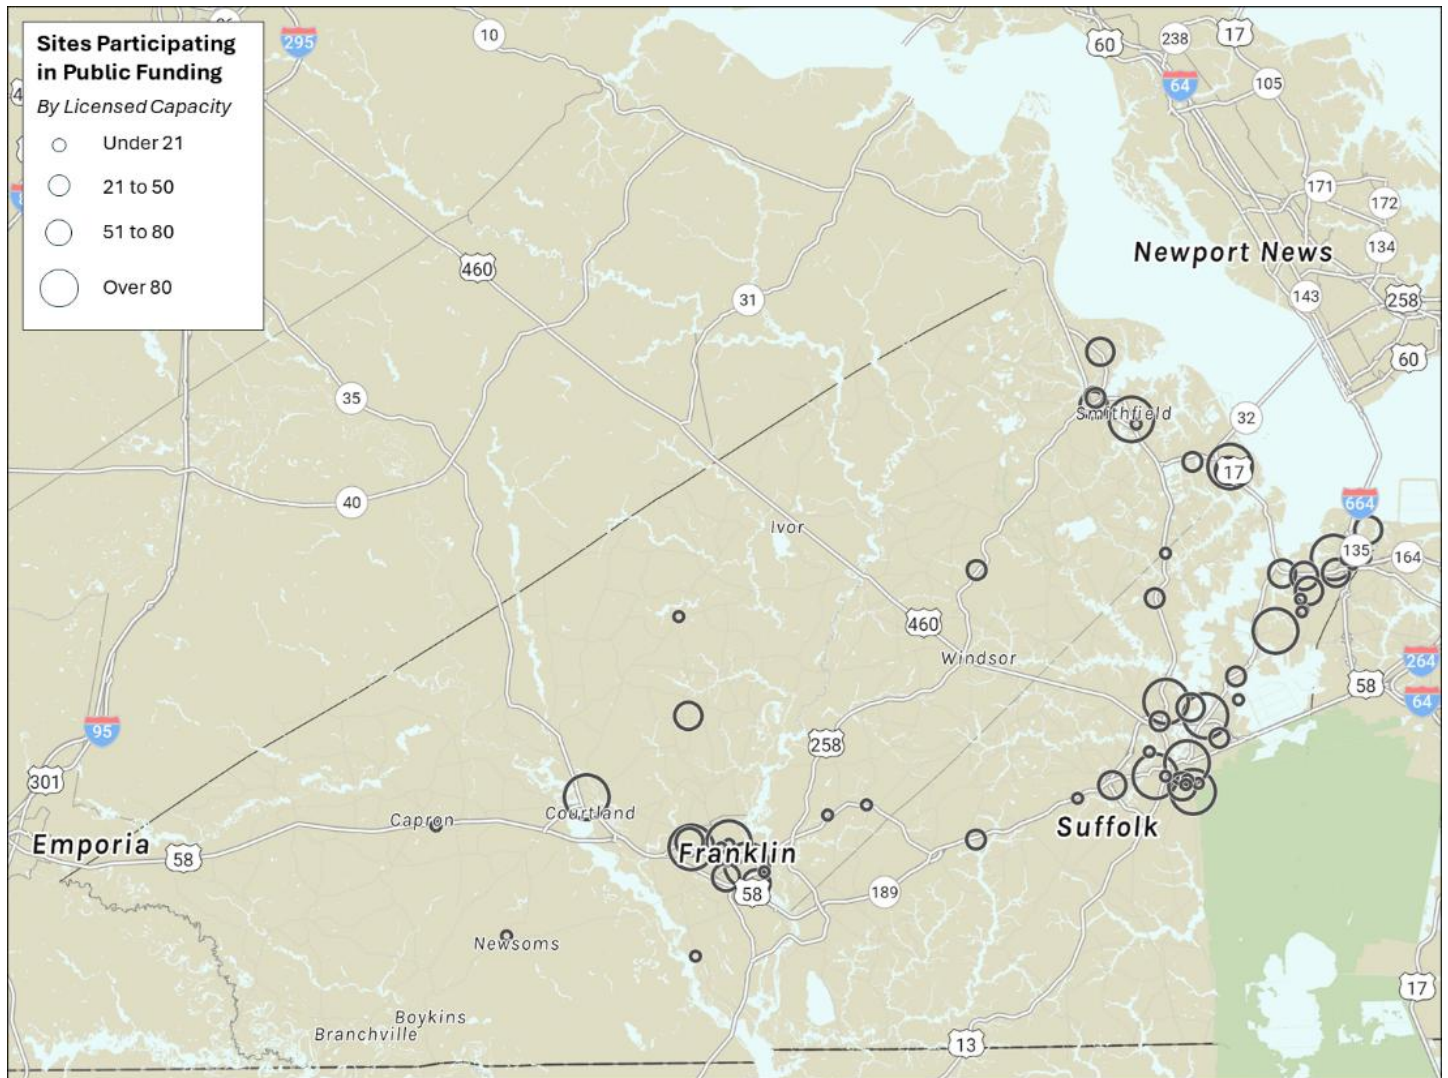 Sites Participating
in Public Funding
By Licensed Capacity
Under 21
21 to 50
51 to 80
Over 80
295
10
60
238
17
64
105
171
172
134
Newport News
460
31
143
258
60
35
32
Smithfield
17
40
664
Ivor
135
164
460
Windsor
264
58
64
95
258
301
Courtland
Capron
Suffolk
Emporia
58
Franklin
58
189
Newsoms
17
Boykins
Branchville
13